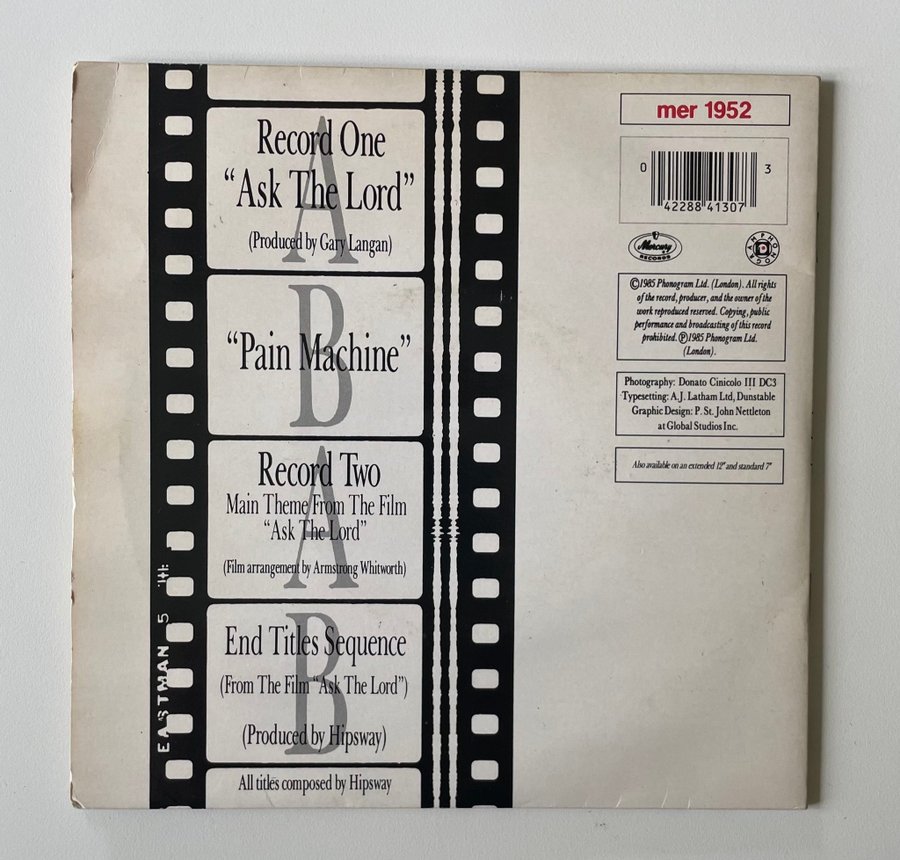 A
Record One
“Ask The Lord”
(Produced by Gary Langan)
B
“Pain Machine”
A
Record Two
Main Theme From The Film
“Ask The Lord”
(Film arrangement by Armstrong Whitworth)
B
End Titles Sequence
(From The Film “Ask The Lord”)
(Produced by Hipsway)
All titles composed by Hipsway
EASTMAN 5
mer 1952
0 42288 41307 3
Mercury
RECORDS
PHONOGRAM
©1985 Phonogram Ltd. (London). All rights
of the record, producer, and the owner of the
work reproduced reserved. Copying, public
performance and broadcasting of this record
prohibited. ℗1985 Phonogram Ltd.
(London).
Photography: Donato Cinicolo III DC3
Typesetting: A.J. Latham Ltd, Dunstable
Graphic Design: P. St. John Nettleton
at Global Studios Inc.
Also available on an extended 12" and standard 7"